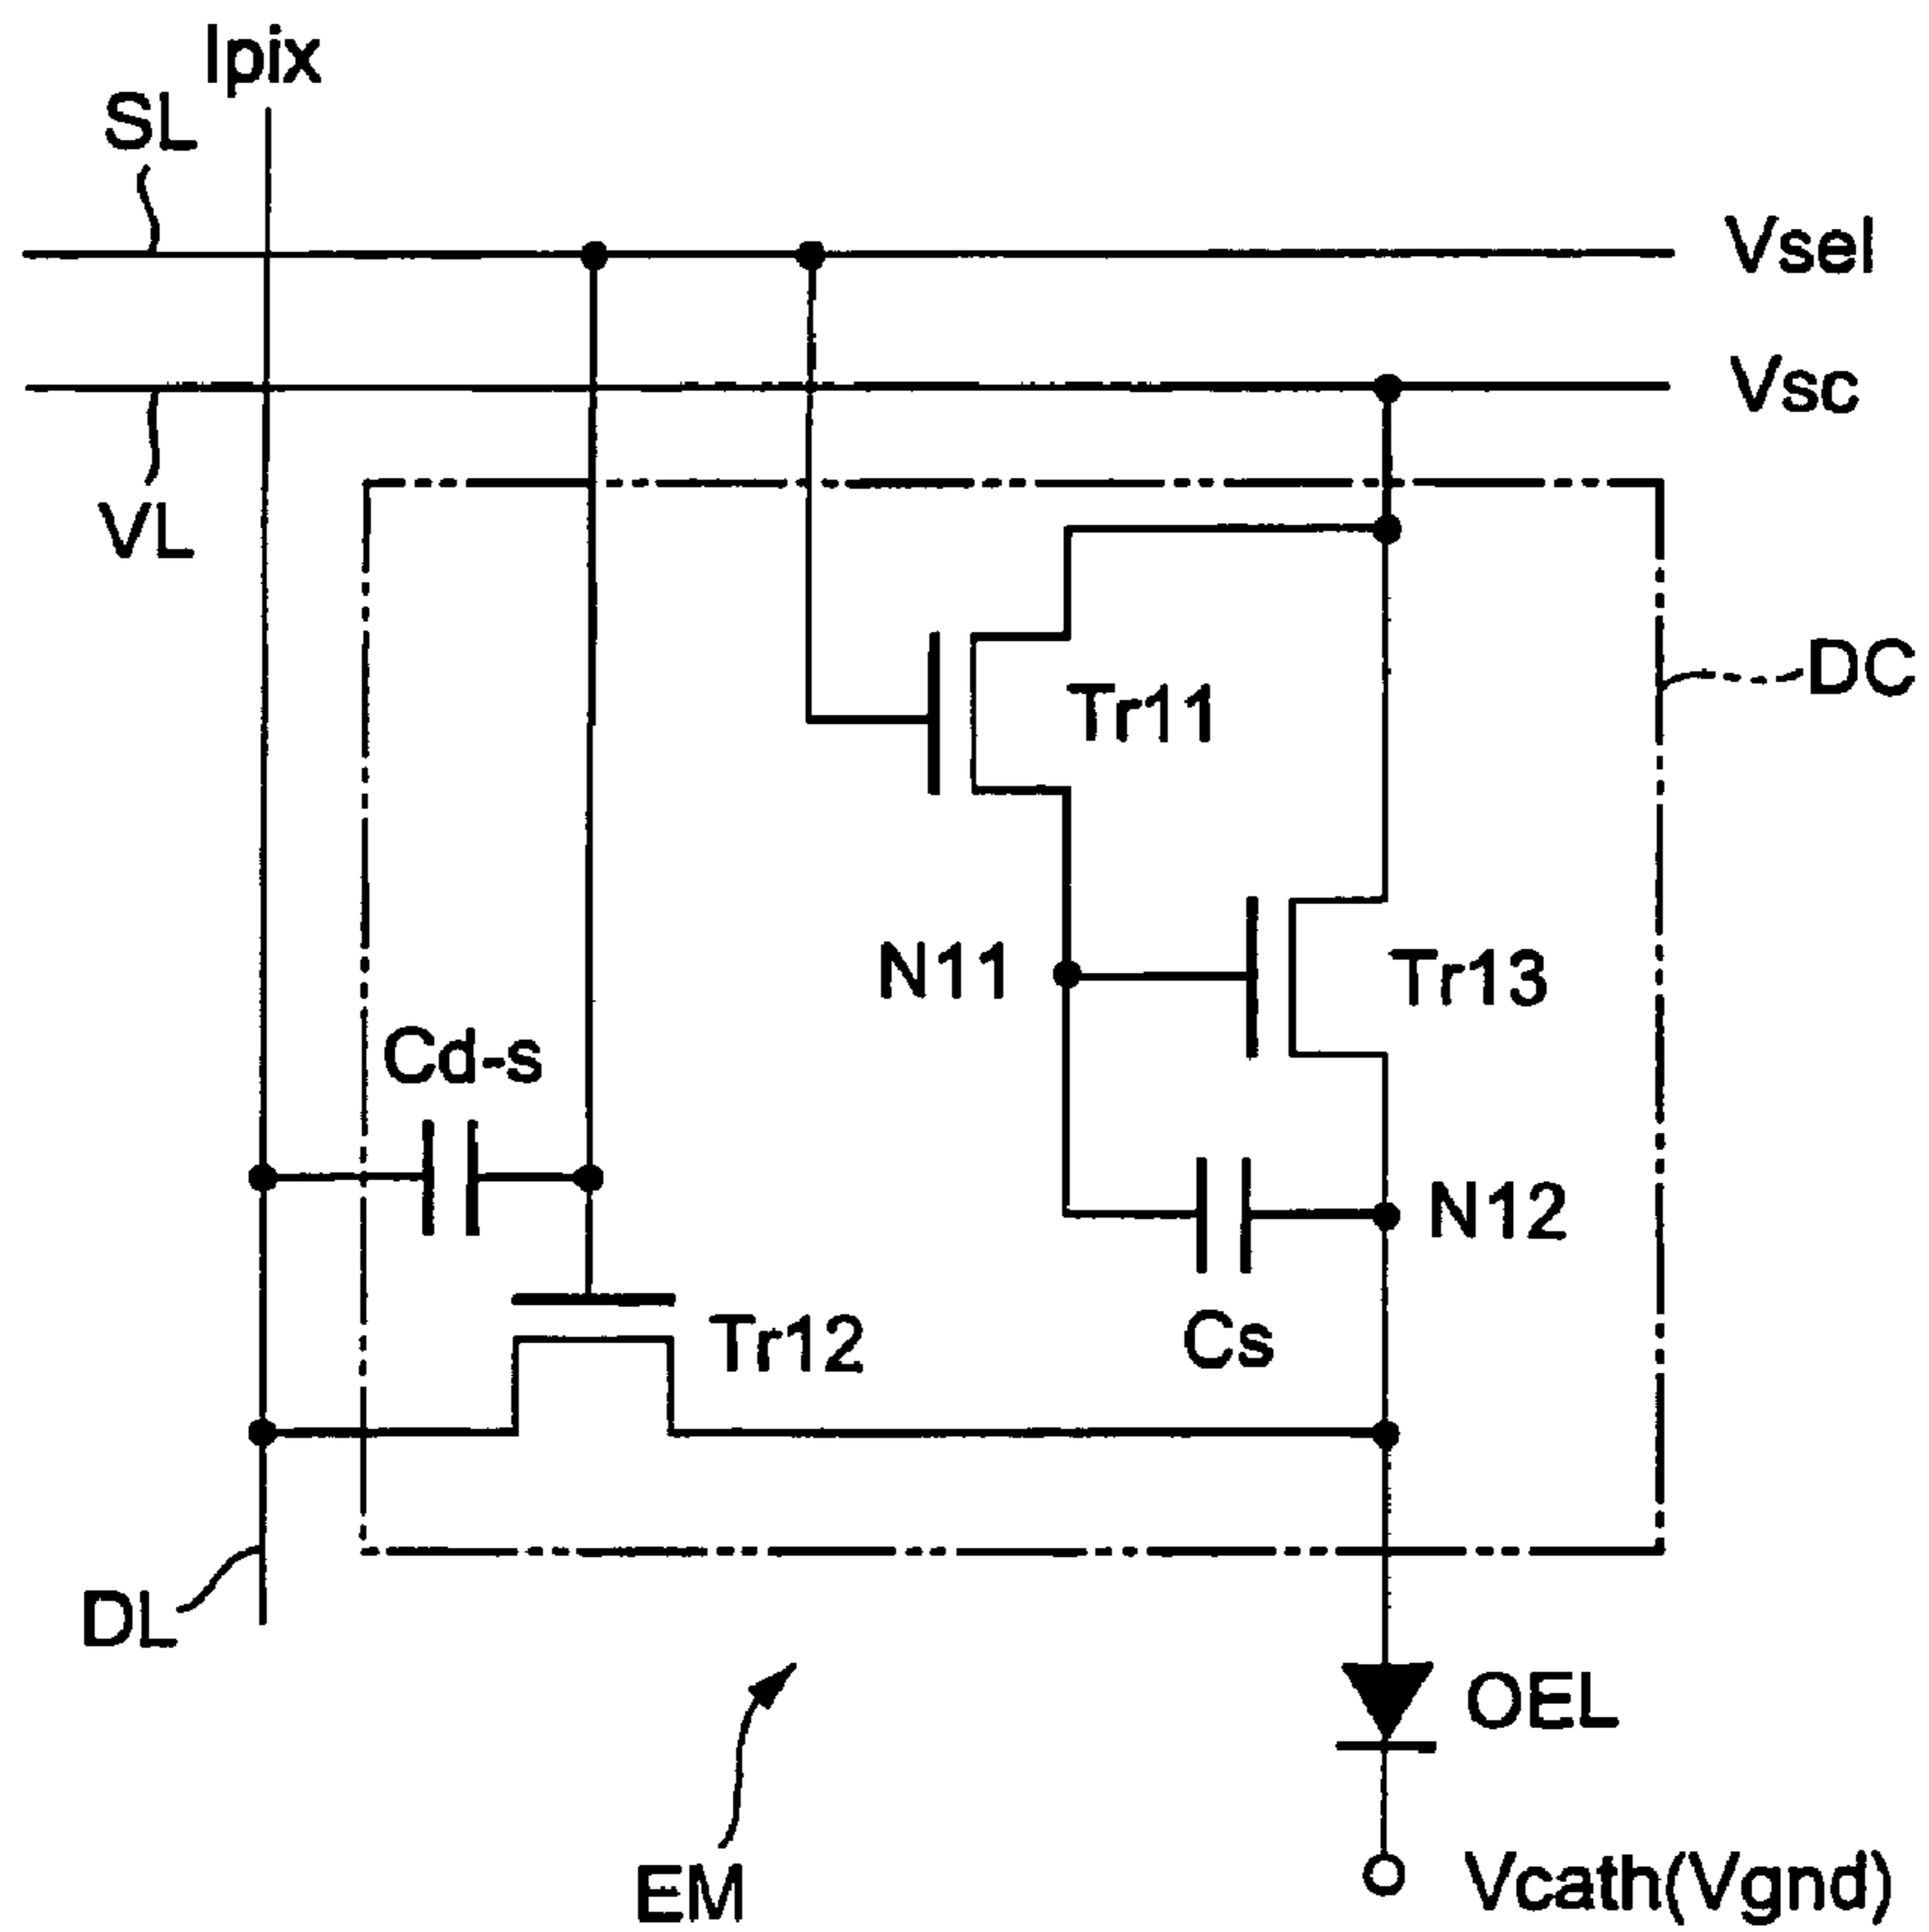 Ipix
SL
Vsel
Vsc
VL
DC
Tr11
N11
Tr13
Cd-s
N12
Tr12
Cs
DL
OEL
EM
Vcath(Vgnd)